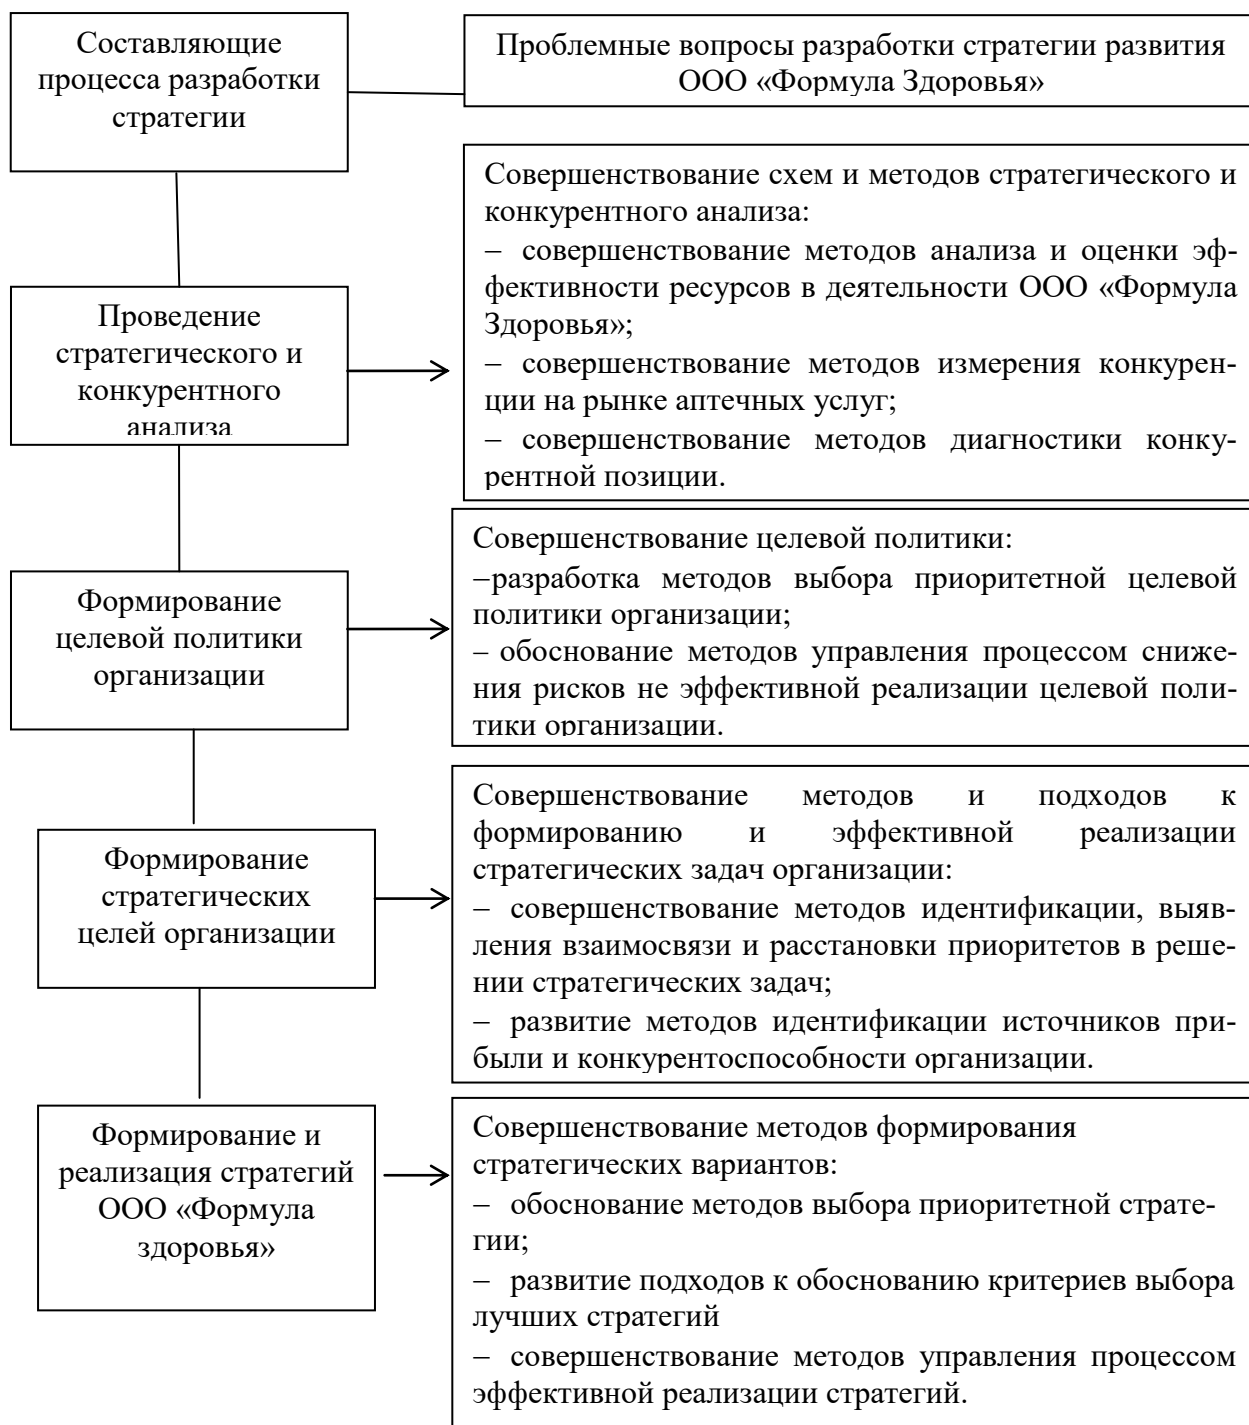 Составляющие
процесса разработки
стратегии
Проблемные вопросы разработки стратегии развития
ООО «Формула Здоровья»
Проведение
стратегического и
конкурентного
анализа
Совершенствование схем и методов стратегического и
конкурентного анализа:
– совершенствование методов анализа и оценки эф-
фективности ресурсов в деятельности ООО «Формула
Здоровья»;
– совершенствование методов измерения конкурен-
ции на рынке аптечных услуг;
– совершенствование методов диагностики конку-
рентной позиции.
Формирование
целевой политики
организации
Совершенствование целевой политики:
–разработка методов выбора приоритетной целевой
политики организации;
– обоснование методов управления процессом сниже-
ния рисков не эффективной реализации целевой поли-
тики организации.
Формирование
стратегических
целей организации
Совершенствование методов и подходов к
формированию и эффективной реализации
стратегических задач организации:
– совершенствование методов идентификации, выяв-
ления взаимосвязи и расстановки приоритетов в реше-
нии стратегических задач;
– развитие методов идентификации источников при-
были и конкурентоспособности организации.
Формирование и
реализация стратегий
ООО «Формула
здоровья»
Совершенствование методов формирования
стратегических вариантов:
– обоснование методов выбора приоритетной страте-
гии;
– развитие подходов к обоснованию критериев выбора
лучших стратегий
– совершенствование методов управления процессом
эффективной реализации стратегий.